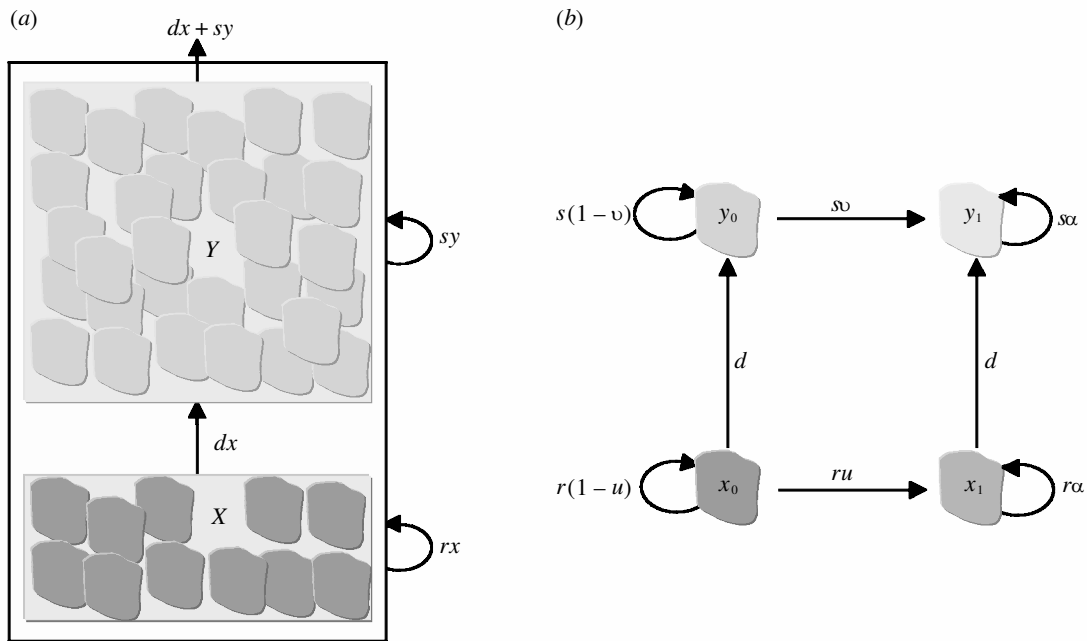 (a)
dx + sy
Y
sy
dx
X
rx
(b)
s(1 − υ)
y₀
sυ
y₁
sα
d
d
r(1 − u)
x₀
ru
x₁
rα